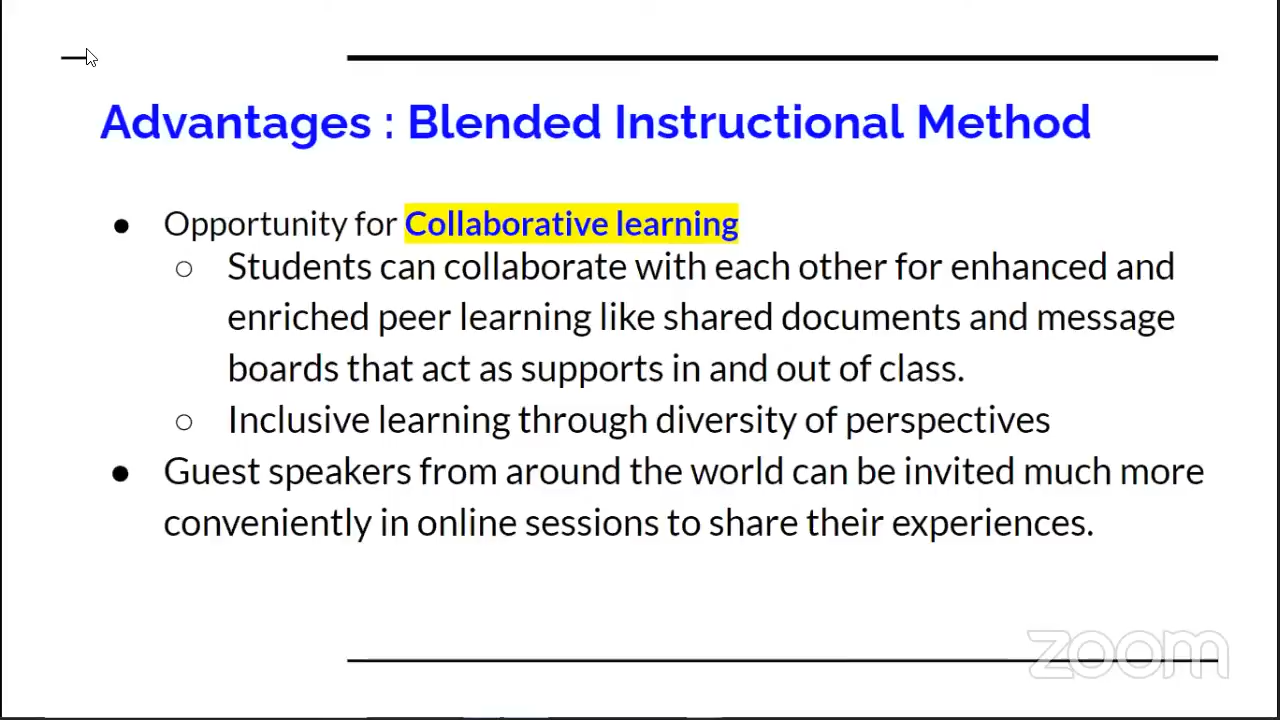 Advantages : Blended Instructional Method
● Opportunity for Collaborative learning
○ Students can collaborate with each other for enhanced and
enriched peer learning like shared documents and message
boards that act as supports in and out of class.
○ Inclusive learning through diversity of perspectives
● Guest speakers from around the world can be invited much more
conveniently in online sessions to share their experiences.
zoom